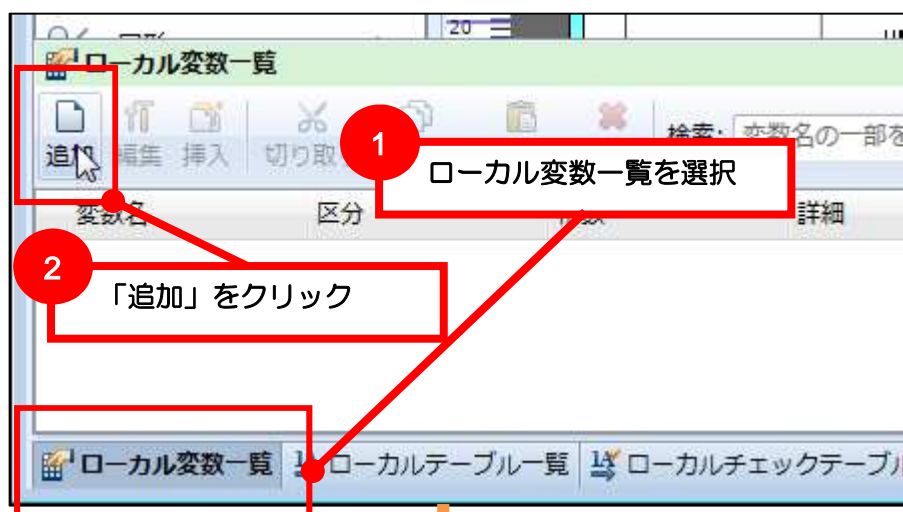 20
ローカル変数一覧
追加 編集 挿入 切り取 検索: 変数名の一部を
1
ローカル変数一覧を選択
変数名 区分 詳細
2
「追加」をクリック
ローカル変数一覧 ローカルテーブル一覧 ローカルチェックテーブル